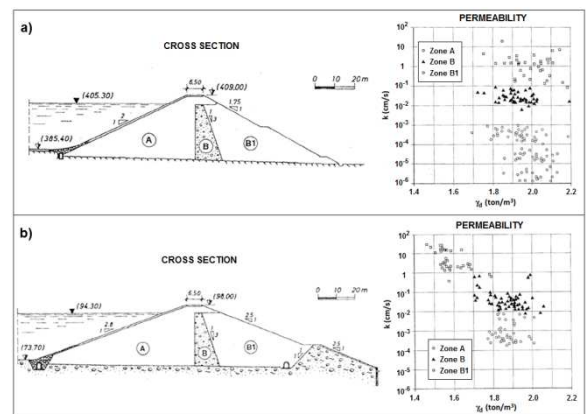 a)
CROSS SECTION
6.50
(409.00)
0 10 20 m
(405.30)
2
1
1.75
1
3
(385.40)
A
B
B1
PERMEABILITY
k (cm/s)
10²
10
1
10⁻¹
10⁻²
10⁻³
10⁻⁴
10⁻⁵
10⁻⁶
Zone A
Zone B
Zone B1
1.4 1.6 1.8 2.0 2.2
γd (ton/m³)
b)
CROSS SECTION
6.50
(98.00)
0 10 20 m
(94.30)
2.8
1
3
2.5
1
2.5
1
(73.70)
A
B
B1
PERMEABILITY
k (cm/s)
10²
10
1
10⁻¹
10⁻²
10⁻³
10⁻⁴
10⁻⁵
10⁻⁶
Zone A
Zone B
Zone B1
1.4 1.6 1.8 2.0 2.2
γd (ton/m³)